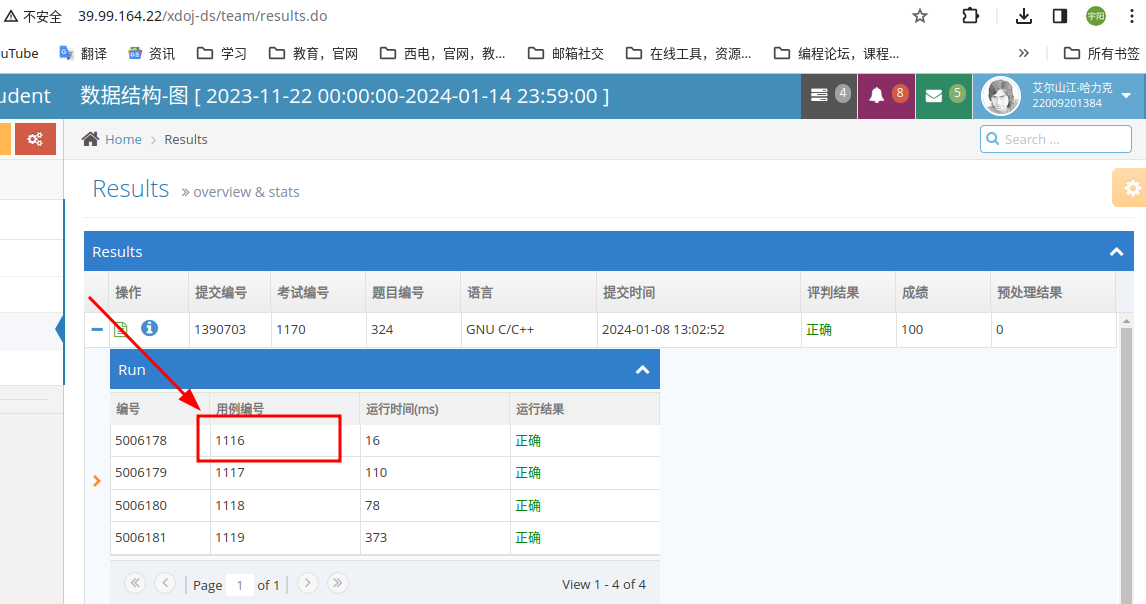 不安全 39.99.164.22/xdoj-ds/team/results.do 宇阳
uTube 翻译 资讯 学习 教育，官网 西电，官网，教... 邮箱社交 在线工具，资源... 编程论坛，课程... » 所有书签
udent 数据结构-图 [ 2023-11-22 00:00:00-2024-01-14 23:59:00 ] 4 8 5 艾尔山江·哈力克
22009201384
Home Results Search ...
Results » overview & stats
Results
操作 提交编号 考试编号 题目编号 语言 提交时间 评判结果 成绩 预处理结果
1390703 1170 324 GNU C/C++ 2024-01-08 13:02:52 正确 100 0
Run
编号 用例编号 运行时间(ms) 运行结果
5006178 1116 16 正确
5006179 1117 110 正确
5006180 1118 78 正确
5006181 1119 373 正确
Page 1 of 1 View 1 - 4 of 4